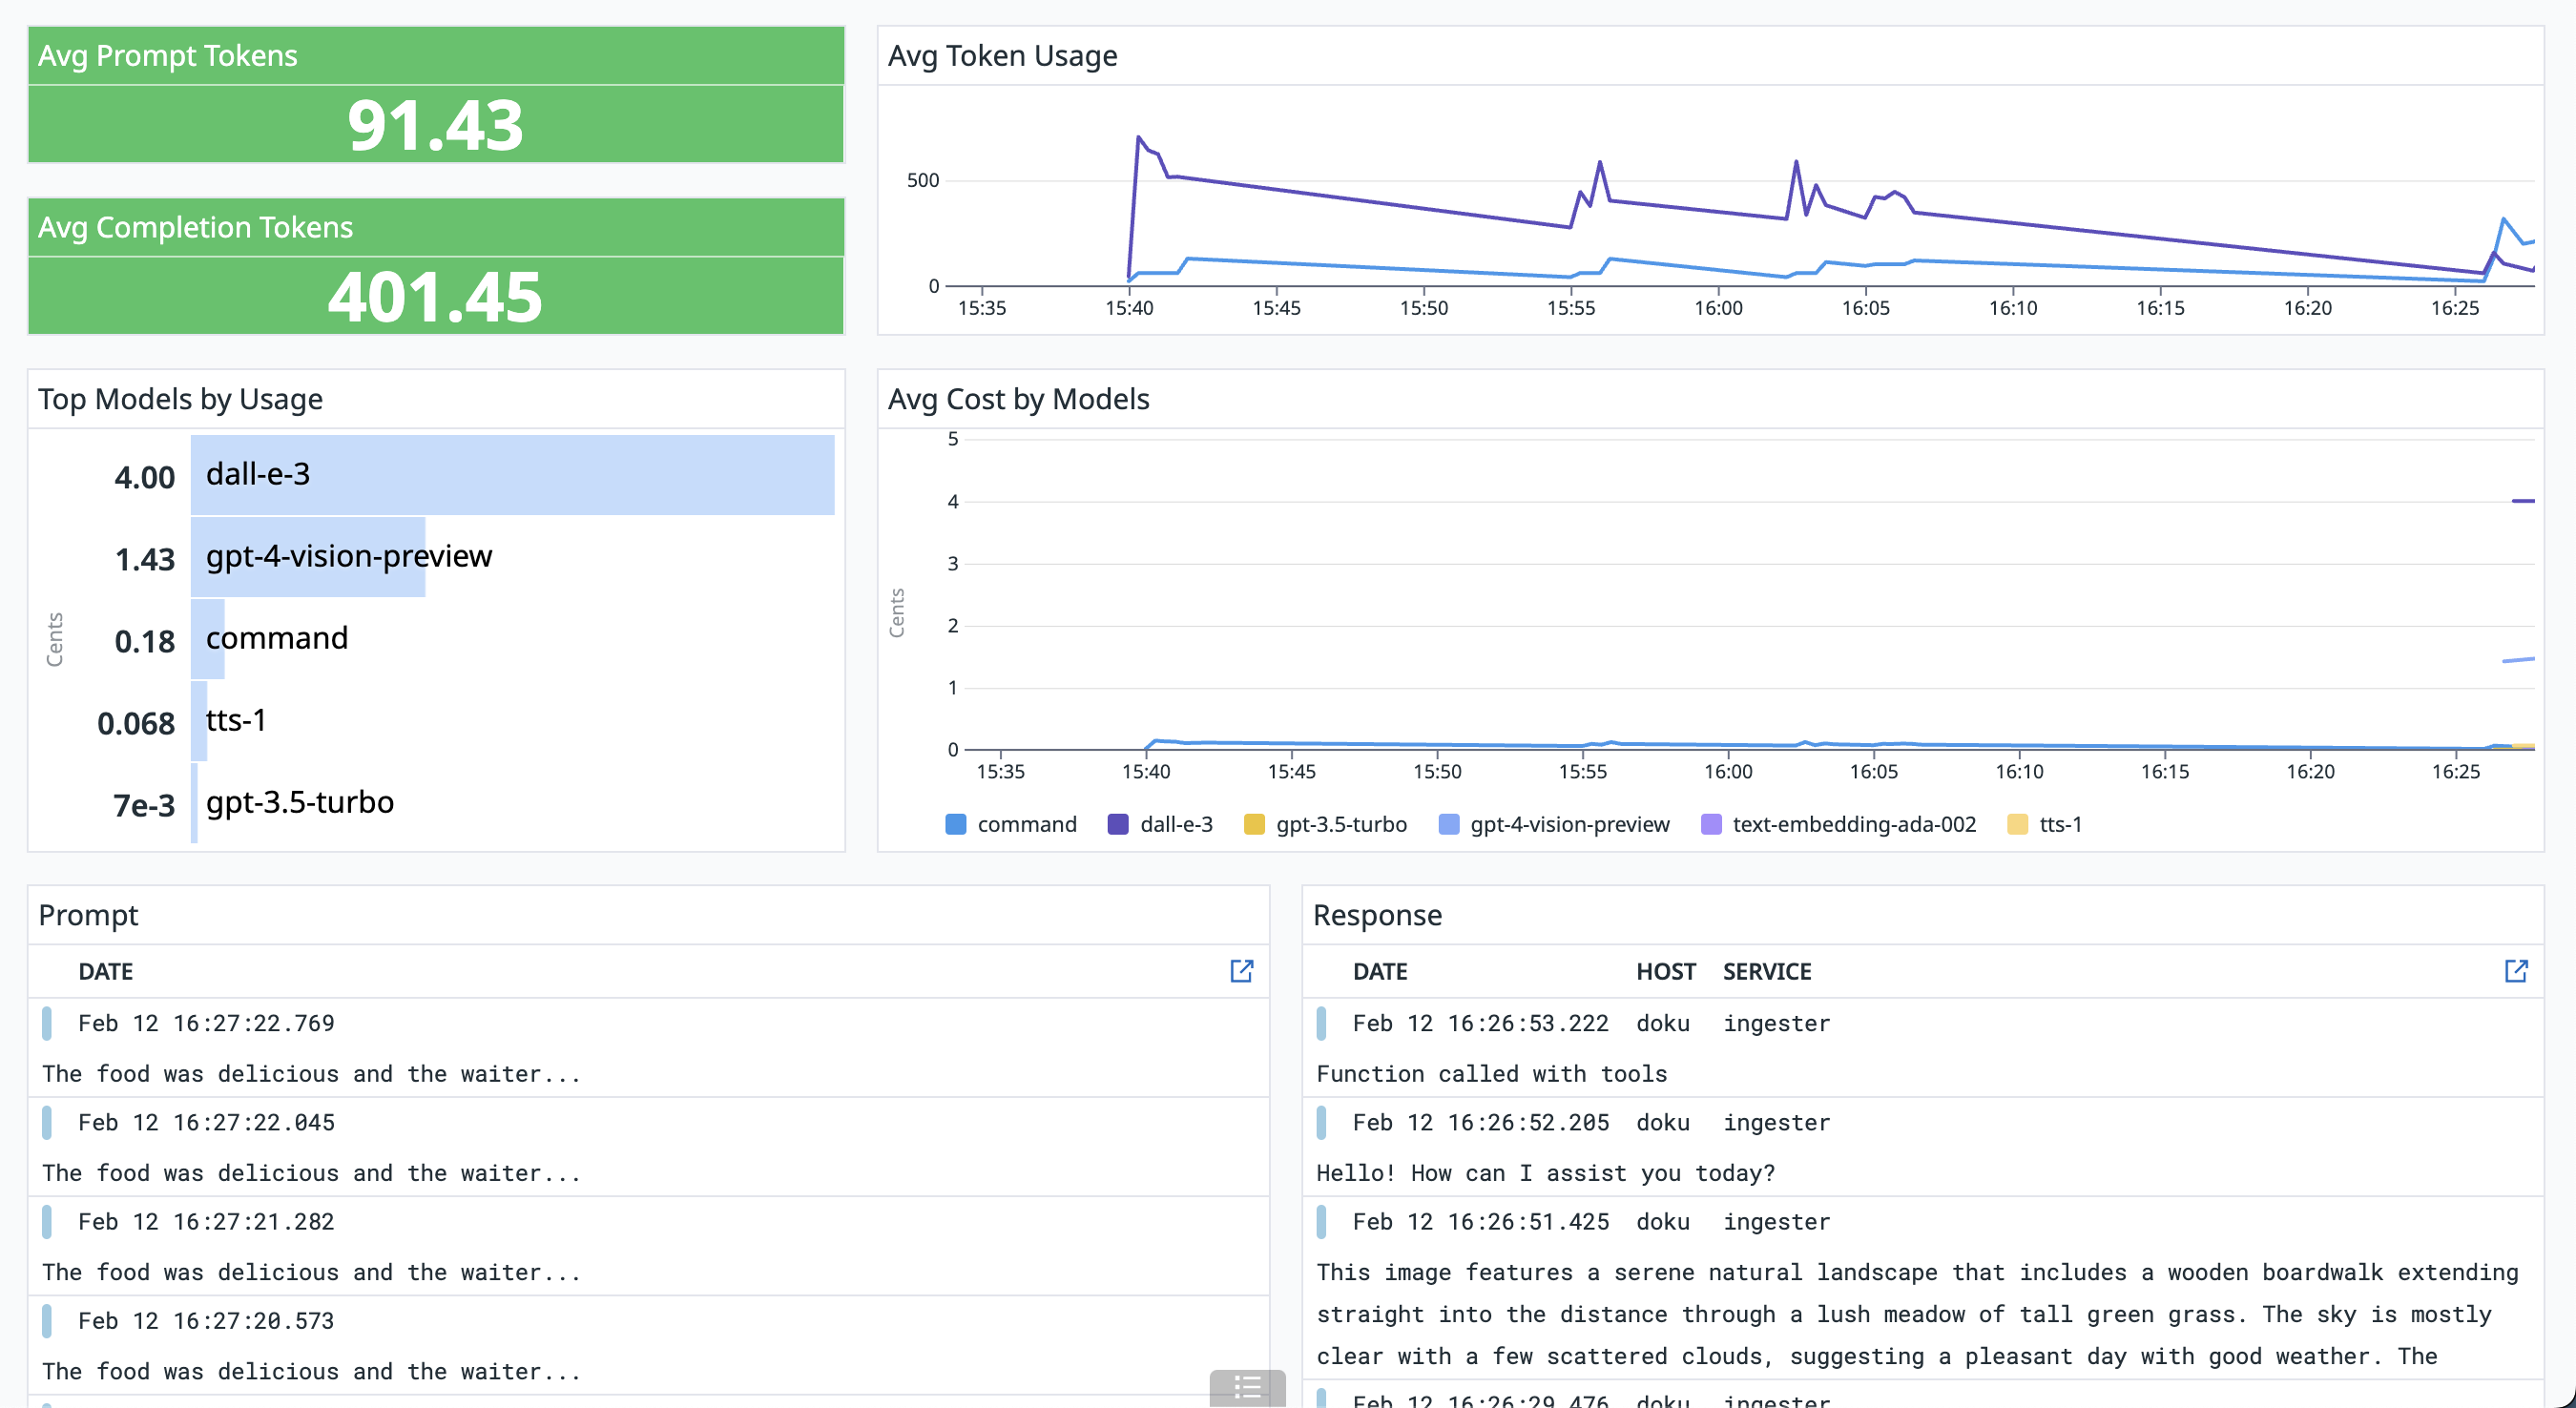 Avg Prompt Tokens
91.43
Avg Completion Tokens
401.45
Avg Token Usage
500
0
15:35 15:40 15:45 15:50 15:55 16:00 16:05 16:10 16:15 16:20 16:25
Top Models by Usage
Cents
4.00 dall-e-3
1.43 gpt-4-vision-preview
0.18 command
0.068 tts-1
7e-3 gpt-3.5-turbo
Avg Cost by Models
Cents
5
4
3
2
1
0
15:35 15:40 15:45 15:50 15:55 16:00 16:05 16:10 16:15 16:20 16:25
command dall-e-3 gpt-3.5-turbo gpt-4-vision-preview text-embedding-ada-002 tts-1
Prompt
DATE
Feb 12 16:27:22.769
The food was delicious and the waiter...
Feb 12 16:27:22.045
The food was delicious and the waiter...
Feb 12 16:27:21.282
The food was delicious and the waiter...
Feb 12 16:27:20.573
The food was delicious and the waiter...
Response
DATE HOST SERVICE
Feb 12 16:26:53.222 doku ingester
Function called with tools
Feb 12 16:26:52.205 doku ingester
Hello! How can I assist you today?
Feb 12 16:26:51.425 doku ingester
This image features a serene natural landscape that includes a wooden boardwalk extending
straight into the distance through a lush meadow of tall green grass. The sky is mostly
clear with a few scattered clouds, suggesting a pleasant day with good weather. The
Feb 12 16:26:29.476 doku ingester